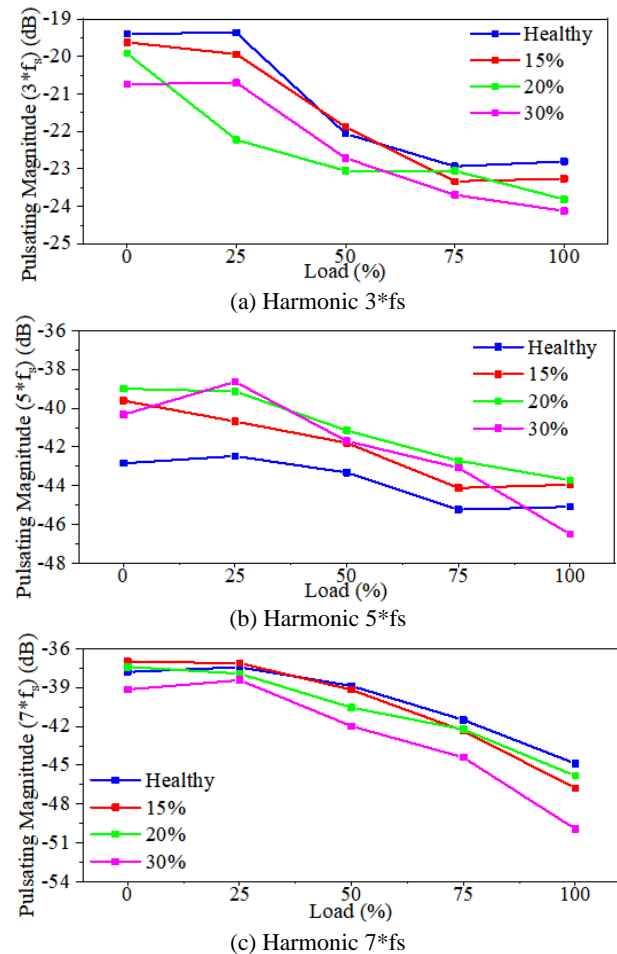 Pulsating Magnitude (3*fs) (dB)
-19
-20
-21
-22
-23
-24
-25
Healthy
15%
20%
30%
0 25 50 75 100
Load (%)
(a) Harmonic 3*fs
Pulsating Magnitude (5*fs) (dB)
-36
-38
-40
-42
-44
-46
-48
Healthy
15%
20%
30%
0 25 50 75 100
Load (%)
(b) Harmonic 5*fs
Pulsating Magnitude (7*fs) (dB)
-36
-39
-42
-45
-48
-51
-54
Healthy
15%
20%
30%
0 25 50 75 100
Load (%)
(c) Harmonic 7*fs